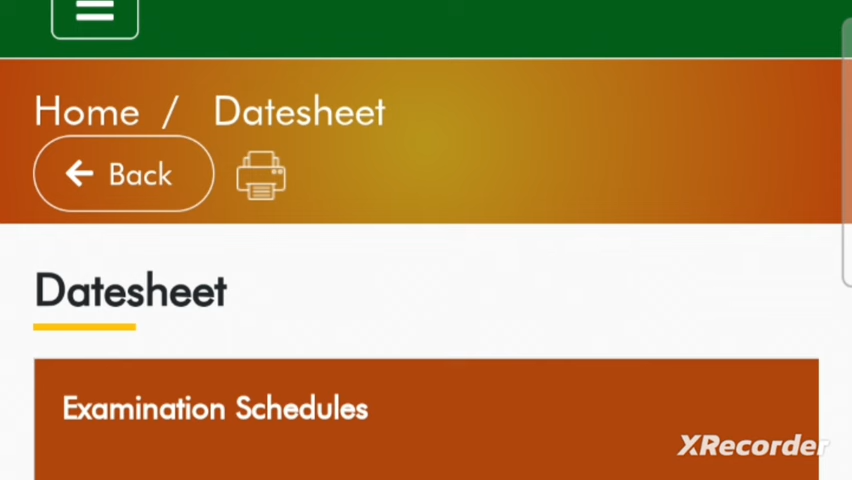 Home / Datesheet
Back
Datesheet
Examination Schedules
XRecorder